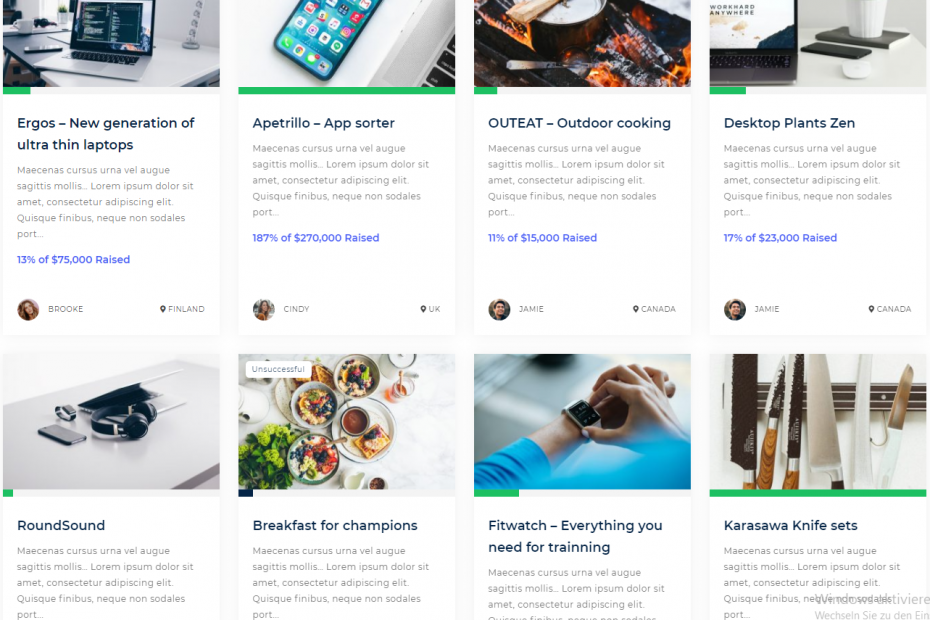 WORKHARD
ANYWHERE
Ergos – New generation of
ultra thin laptops
Maecenas cursus urna vel augue
sagittis mollis... Lorem ipsum dolor sit
amet, consectetur adipiscing elit.
Quisque finibus, neque non sodales
port...
13% of $75,000 Raised
BROOKE
FINLAND
Apetrillo – App sorter
Maecenas cursus urna vel augue
sagittis mollis... Lorem ipsum dolor sit
amet, consectetur adipiscing elit.
Quisque finibus, neque non sodales
port...
187% of $270,000 Raised
CINDY
UK
OUTEAT – Outdoor cooking
Maecenas cursus urna vel augue
sagittis mollis... Lorem ipsum dolor sit
amet, consectetur adipiscing elit.
Quisque finibus, neque non sodales
port...
11% of $15,000 Raised
JAMIE
CANADA
Desktop Plants Zen
Maecenas cursus urna vel augue
sagittis mollis... Lorem ipsum dolor sit
amet, consectetur adipiscing elit.
Quisque finibus, neque non sodales
port...
17% of $23,000 Raised
JAMIE
CANADA
RoundSound
Maecenas cursus urna vel augue
sagittis mollis... Lorem ipsum dolor sit
amet, consectetur adipiscing elit.
Quisque finibus, neque non sodales
port...
Unsuccessful
Breakfast for champions
Maecenas cursus urna vel augue
sagittis mollis... Lorem ipsum dolor sit
amet, consectetur adipiscing elit.
Quisque finibus, neque non sodales
port...
Fitwatch – Everything you
need for trainning
Maecenas cursus urna vel augue
sagittis mollis... Lorem ipsum dolor sit
amet, consectetur adipiscing elit.
Quisque finibus, neque non sodales
Karasawa Knife sets
Maecenas cursus urna vel augue
sagittis mollis... Lorem ipsum dolor sit
amet, consectetur adipiscing elit.
Quisque finibus, neque non sodales
port...
Windows aktiviere
Wechseln Sie zu den Ein